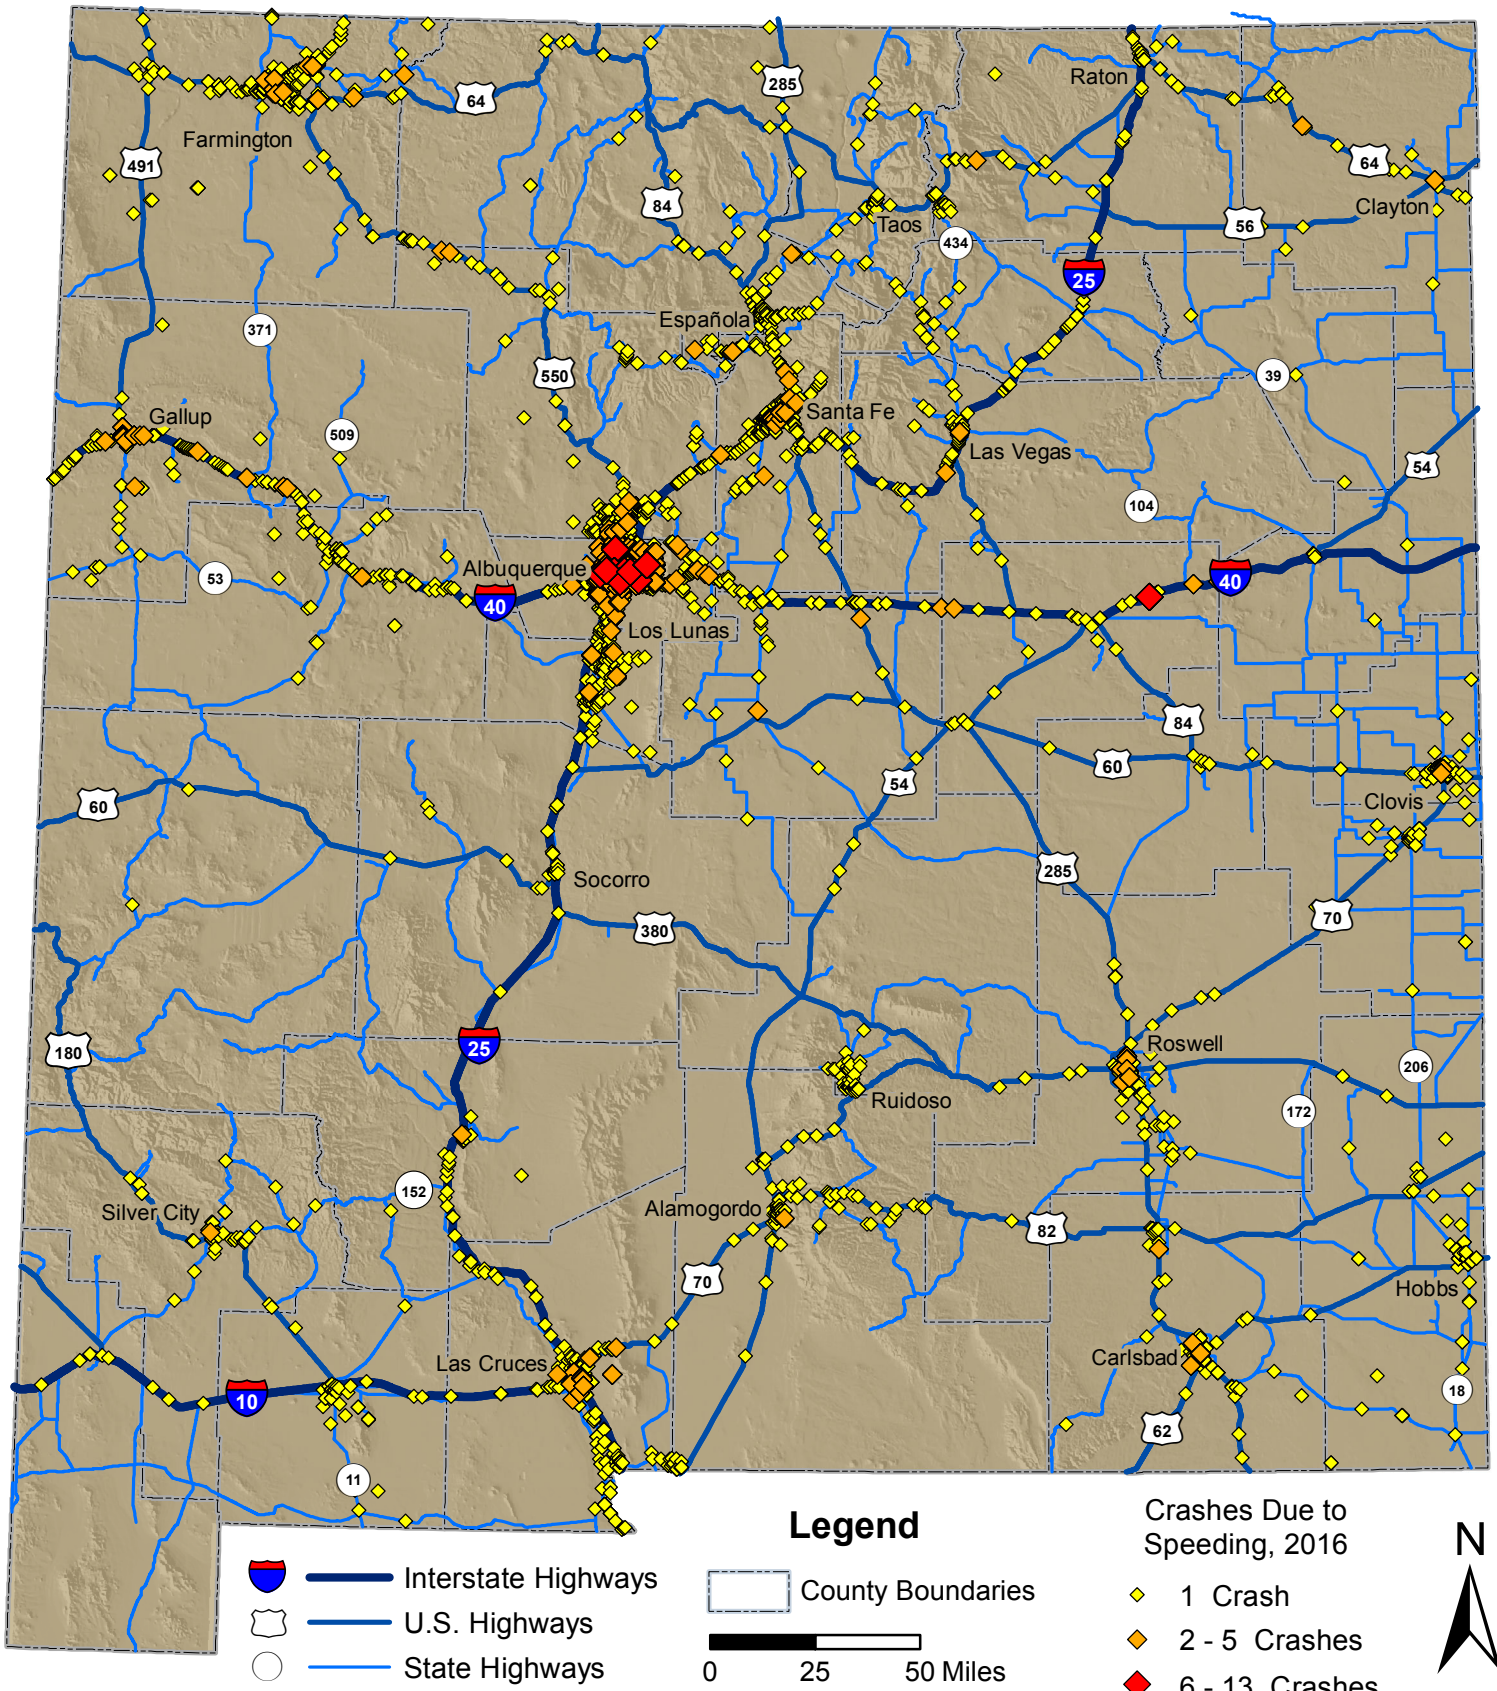 285
Raton
64
Farmington
491
64
84
Clayton
Taos
56
434
25
Española
371
550
39
Gallup
Santa Fe
509
Las Vegas
54
104
Albuquerque
53
40
40
Los Lunas
84
60
54
60
Clovis
285
Socorro
70
380
25
Roswell
180
206
Ruidoso
172
152
Silver City
Alamogordo
82
70
Hobbs
Las Cruces
Carlsbad
10
18
62
11
Legend
Interstate Highways
U.S. Highways
State Highways
County Boundaries
0 25 50 Miles
Crashes Due to
Speeding, 2016
1 Crash
2 - 5 Crashes
6 - 13 Crashes
N